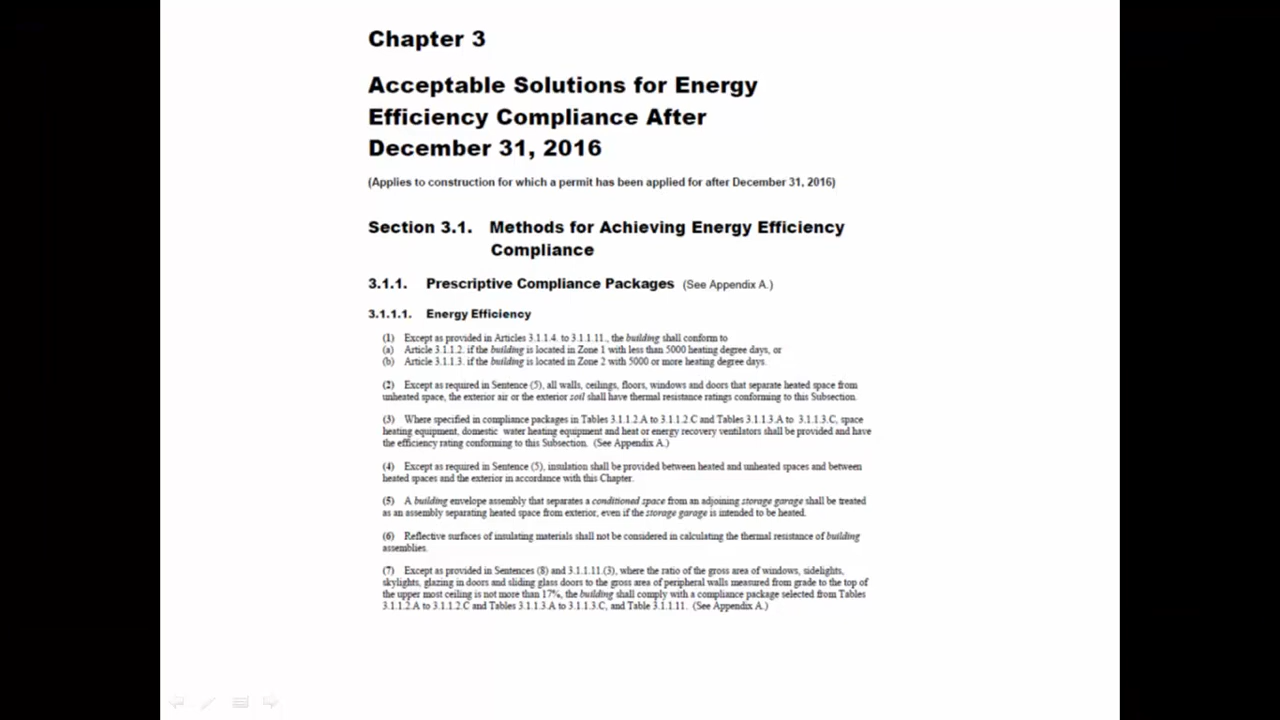 Chapter 3
Acceptable Solutions for Energy
Efficiency Compliance After
December 31, 2016
(Applies to construction for which a permit has been applied for after December 31, 2016)
Section 3.1. Methods for Achieving Energy Efficiency
Compliance
3.1.1. Prescriptive Compliance Packages (See Appendix A.)
3.1.1.1. Energy Efficiency
(1) Except as provided in Articles 3.1.1.4. to 3.1.1.11., the building shall conform to
(a) Article 3.1.1.2. if the building is located in Zone 1 with less than 5000 heating degree days, or
(b) Article 3.1.1.3. if the building is located in Zone 2 with 5000 or more heating degree days.
(2) Except as required in Sentence (5), all walls, ceilings, floors, windows and doors that separate heated space from
unheated space, the exterior air or the exterior soil shall have thermal resistance ratings conforming to this Subsection.
(3) Where specified in compliance packages in Tables 3.1.1.2.A to 3.1.1.2.C and Tables 3.1.1.3.A to 3.1.1.3.C, space
heating equipment, domestic water heating equipment and heat or energy recovery ventilators shall be provided and have
the efficiency rating conforming to this Subsection. (See Appendix A.)
(4) Except as required in Sentence (5), insulation shall be provided between heated and unheated spaces and between
heated spaces and the exterior in accordance with this Chapter.
(5) A building envelope assembly that separates a conditioned space from an adjoining storage garage shall be treated
as an assembly separating heated space from exterior, even if the storage garage is intended to be heated.
(6) Reflective surfaces of insulating materials shall not be considered in calculating the thermal resistance of building
assemblies.
(7) Except as provided in Sentences (8) and 3.1.1.11.(3), where the ratio of the gross area of windows, sidelights,
skylights, glazing in doors and sliding glass doors to the gross area of peripheral walls measured from grade to the top of
the upper most ceiling is not more than 17%, the building shall comply with a compliance package selected from Tables
3.1.1.2.A to 3.1.1.2.C and Tables 3.1.1.3.A to 3.1.1.3.C, and Table 3.1.1.11. (See Appendix A.)